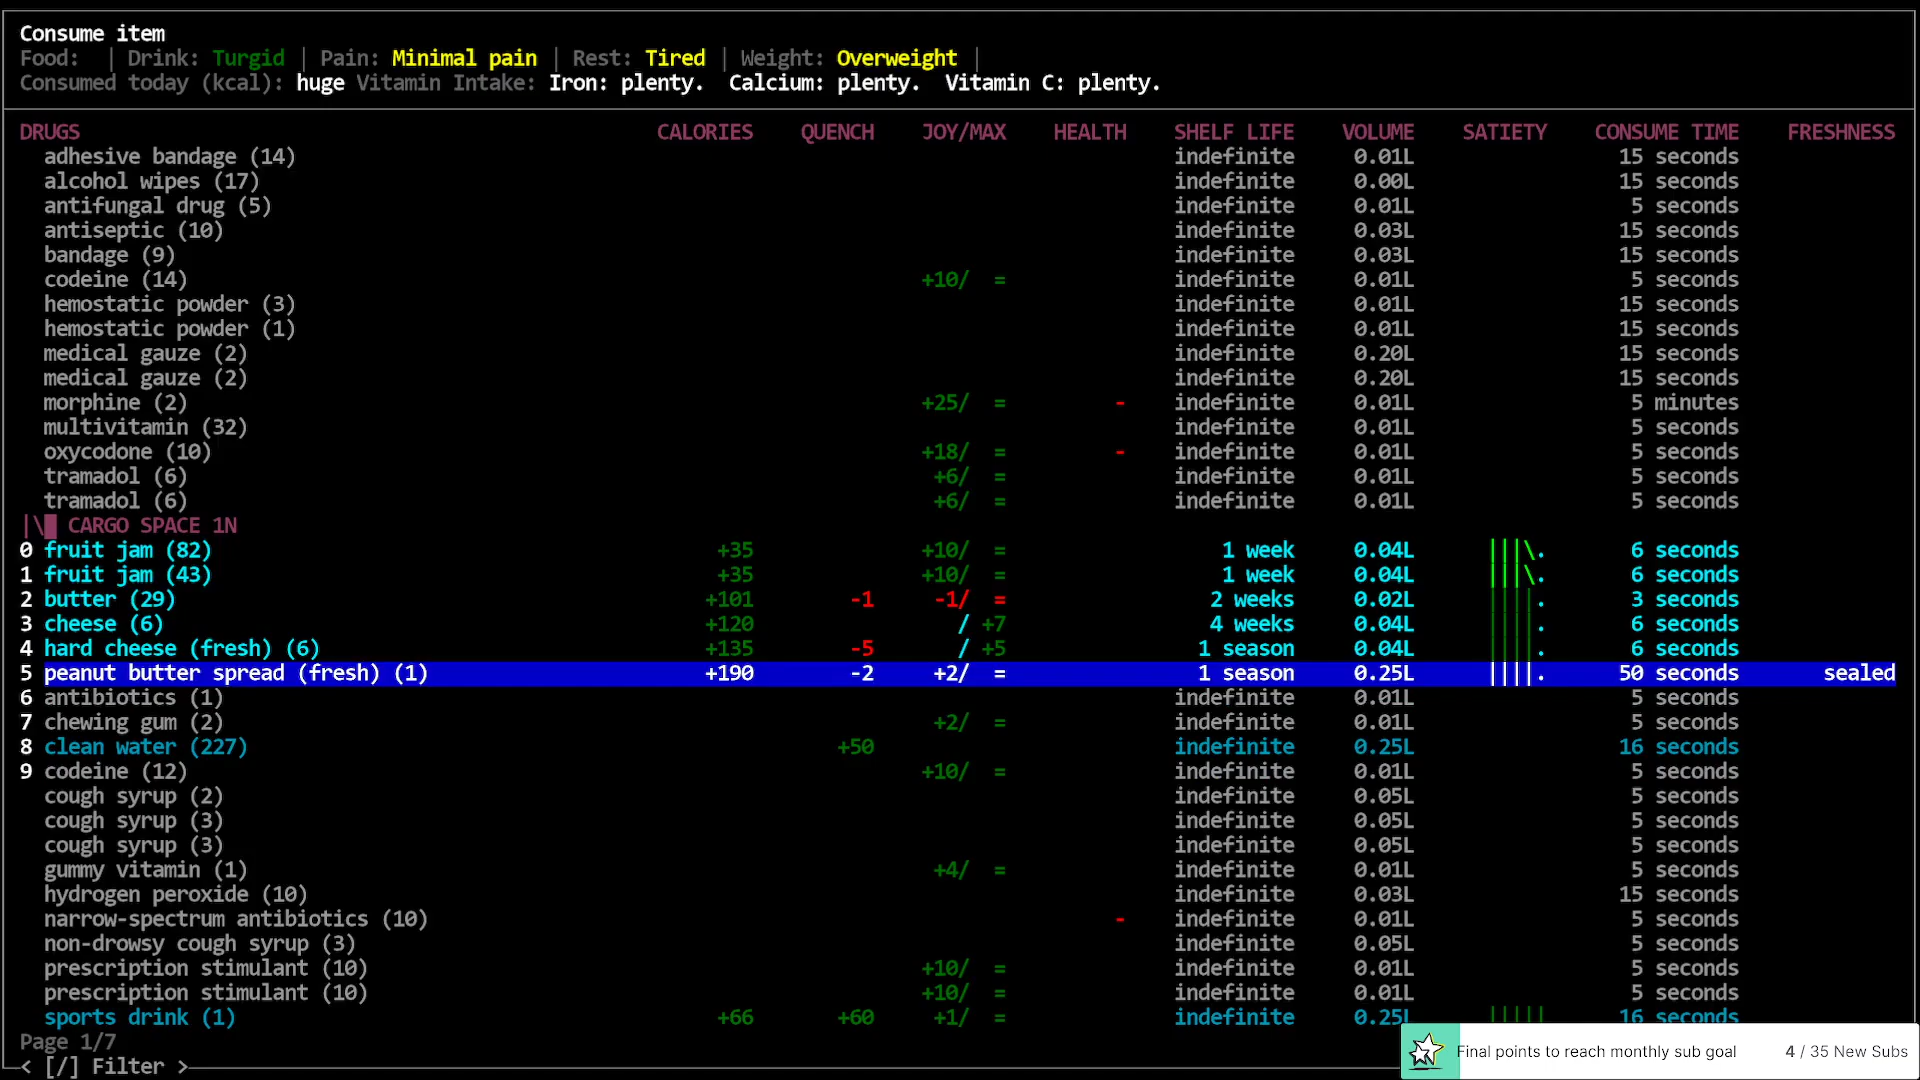 Consume item
Food:  | Drink: Turgid | Pain: Minimal pain | Rest: Tired | Weight: Overweight |
Consumed today (kcal): huge Vitamin Intake: Iron: plenty.  Calcium: plenty.  Vitamin C: plenty.
DRUGS CALORIES QUENCH JOY/MAX HEALTH SHELF LIFE VOLUME SATIETY CONSUME TIME FRESHNESS
adhesive bandage (14) indefinite 0.01L 15 seconds
alcohol wipes (17) indefinite 0.00L 15 seconds
antifungal drug (5) indefinite 0.01L 5 seconds
antiseptic (10) indefinite 0.03L 15 seconds
bandage (9) indefinite 0.03L 15 seconds
codeine (14) +10/ = indefinite 0.01L 5 seconds
hemostatic powder (3) indefinite 0.01L 15 seconds
hemostatic powder (1) indefinite 0.01L 15 seconds
medical gauze (2) indefinite 0.20L 15 seconds
medical gauze (2) indefinite 0.20L 15 seconds
morphine (2) +25/ = - indefinite 0.01L 5 minutes
multivitamin (32) indefinite 0.01L 5 seconds
oxycodone (10) +18/ = - indefinite 0.01L 5 seconds
tramadol (6) +6/ = indefinite 0.01L 5 seconds
tramadol (6) +6/ = indefinite 0.01L 5 seconds
|\█ CARGO SPACE 1N
0 fruit jam (82) +35 +10/ = 1 week 0.04L |||\. 6 seconds
1 fruit jam (43) +35 +10/ = 1 week 0.04L |||\. 6 seconds
2 butter (29) +101 -1 -1/ = 2 weeks 0.02L ||||. 3 seconds
3 cheese (6) +120 / +7 4 weeks 0.04L ||||. 6 seconds
4 hard cheese (fresh) (6) +135 -5 / +5 1 season 0.04L ||||. 6 seconds
5 peanut butter spread (fresh) (1) +190 -2 +2/ = 1 season 0.25L ||||. 50 seconds sealed
6 antibiotics (1) indefinite 0.01L 5 seconds
7 chewing gum (2) +2/ = indefinite 0.01L 5 seconds
8 clean water (227) +50 indefinite 0.25L 16 seconds
9 codeine (12) +10/ = indefinite 0.01L 5 seconds
cough syrup (2) indefinite 0.05L 5 seconds
cough syrup (3) indefinite 0.05L 5 seconds
cough syrup (3) indefinite 0.05L 5 seconds
gummy vitamin (1) +4/ = indefinite 0.01L 5 seconds
hydrogen peroxide (10) indefinite 0.03L 15 seconds
narrow-spectrum antibiotics (10) - indefinite 0.01L 5 seconds
non-drowsy cough syrup (3) indefinite 0.05L 5 seconds
prescription stimulant (10) +10/ = indefinite 0.01L 5 seconds
prescription stimulant (10) +10/ = indefinite 0.01L 5 seconds
sports drink (1) +66 +60 +1/ = indefinite 0.25L ||||| 16 seconds
Page 1/7
< [/] Filter >
Final points to reach monthly sub goal 4 / 35 New Subs